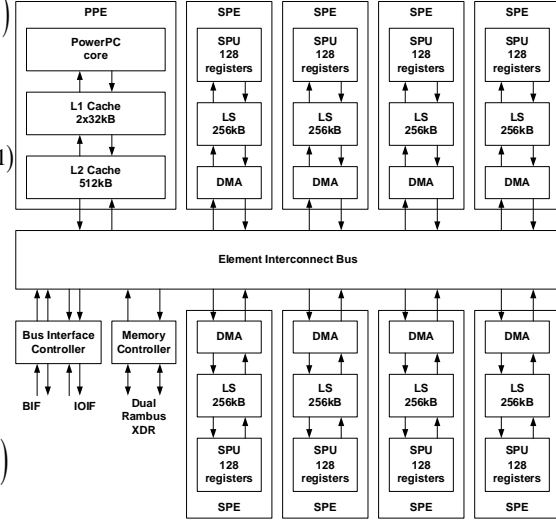 )
PPE
PowerPC
core
L1 Cache
2x32kB
1)
L2 Cache
512kB
SPE
SPU
128
registers
LS
256kB
DMA
SPE
SPU
128
registers
LS
256kB
DMA
SPE
SPU
128
registers
LS
256kB
DMA
SPE
SPU
128
registers
LS
256kB
DMA
Element Interconnect Bus
Bus Interface
Controller
BIF IOIF
Memory
Controller
Dual
Rambus
XDR
)
DMA
LS
256kB
SPU
128
registers
SPE
DMA
LS
256kB
SPU
128
registers
SPE
DMA
LS
256kB
SPU
128
registers
SPE
DMA
LS
256kB
SPU
128
registers
SPE